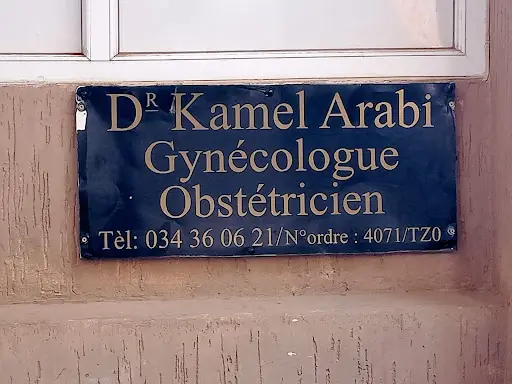 Dr Kamel Arabi
Gynécologue
Obstétricien
Tèl: 034 36 06 21/N°ordre : 4071/TZ0